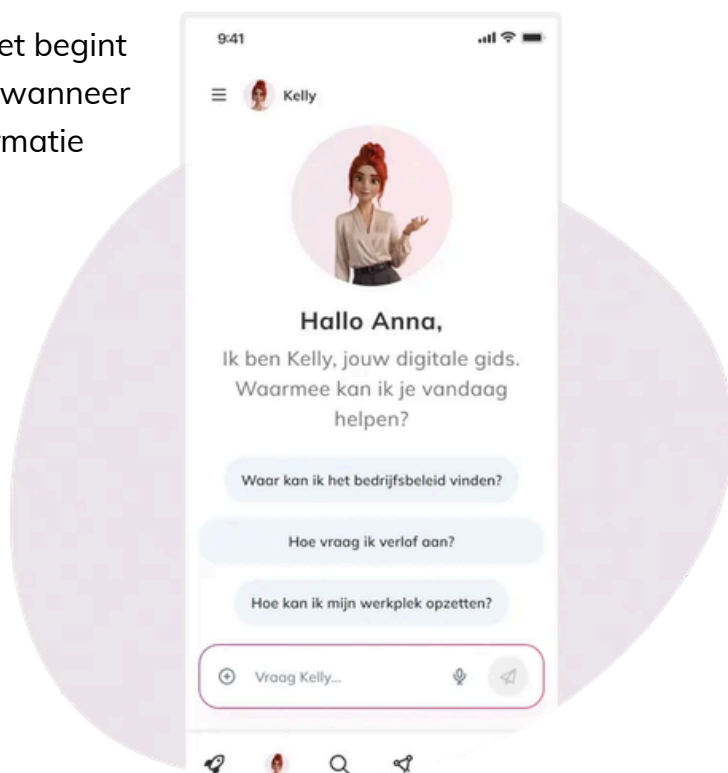 et begint
wanneer
rmatie
9:41
Kelly
Hallo Anna,
Ik ben Kelly, jouw digitale gids.
Waarmee kan ik je vandaag
helpen?
Waar kan ik het bedrijfsbeleid vinden?
Hoe vraag ik verlof aan?
Hoe kan ik mijn werkplek opzetten?
Vraag Kelly...